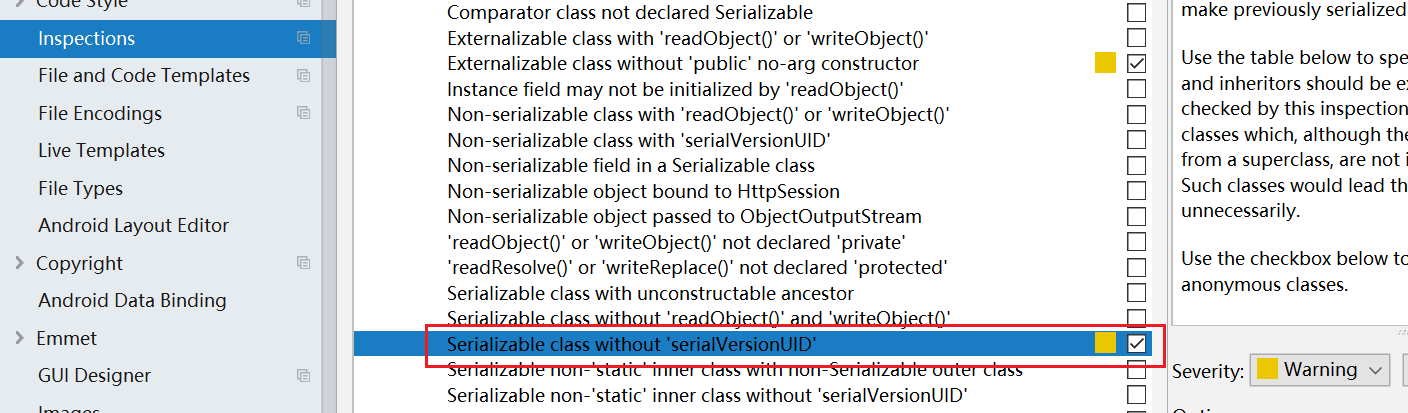 Code Style
Inspections
File and Code Templates
File Encodings
Live Templates
File Types
Android Layout Editor
Copyright
Android Data Binding
Emmet
GUI Designer
Images
Comparator class not declared Serializable
Externalizable class with 'readObject()' or 'writeObject()'
Externalizable class without 'public' no-arg constructor
Instance field may not be initialized by 'readObject()'
Non-serializable class with 'readObject()' or 'writeObject()'
Non-serializable class with 'serialVersionUID'
Non-serializable field in a Serializable class
Non-serializable object bound to HttpSession
Non-serializable object passed to ObjectOutputStream
'readObject()' or 'writeObject()' not declared 'private'
'readResolve()' or 'writeReplace()' not declared 'protected'
Serializable class with unconstructable ancestor
Serializable class without 'readObject()' and 'writeObject()'
Serializable class without 'serialVersionUID'
Serializable non-'static' inner class with non-Serializable outer class
Serializable non-'static' inner class without 'serialVersionUID'
make previously serialized
Use the table below to spe
and inheritors should be e
checked by this inspection
classes which, although the
from a superclass, are not i
Such classes would lead th
unnecessarily.
Use the checkbox below to
anonymous classes.
Severity: Warning